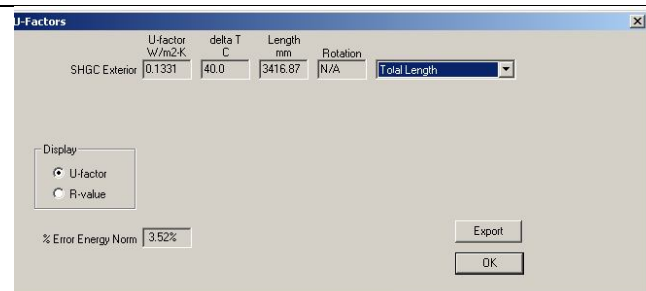 U-Factors
U-factor delta T Length
W/m2-K C mm Rotation
SHGC Exterior 0.1331 40.0 3416.87 N/A Total Length
Display
U-factor
R-value
% Error Energy Norm 3.52%
Export
OK